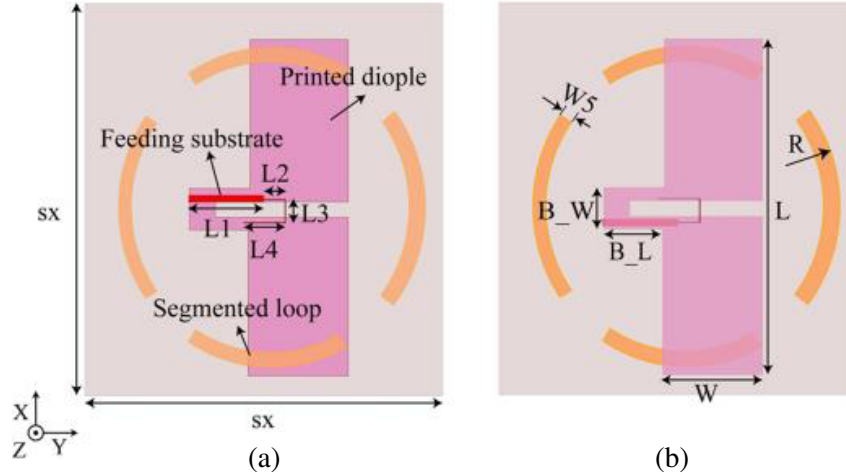 Printed diople
Feeding substrate
L2
sx
L3
L1
L4
Segmented loop
X
Z
Y
sx
(a)
W5
R
B_W
L
B_L
W
(b)